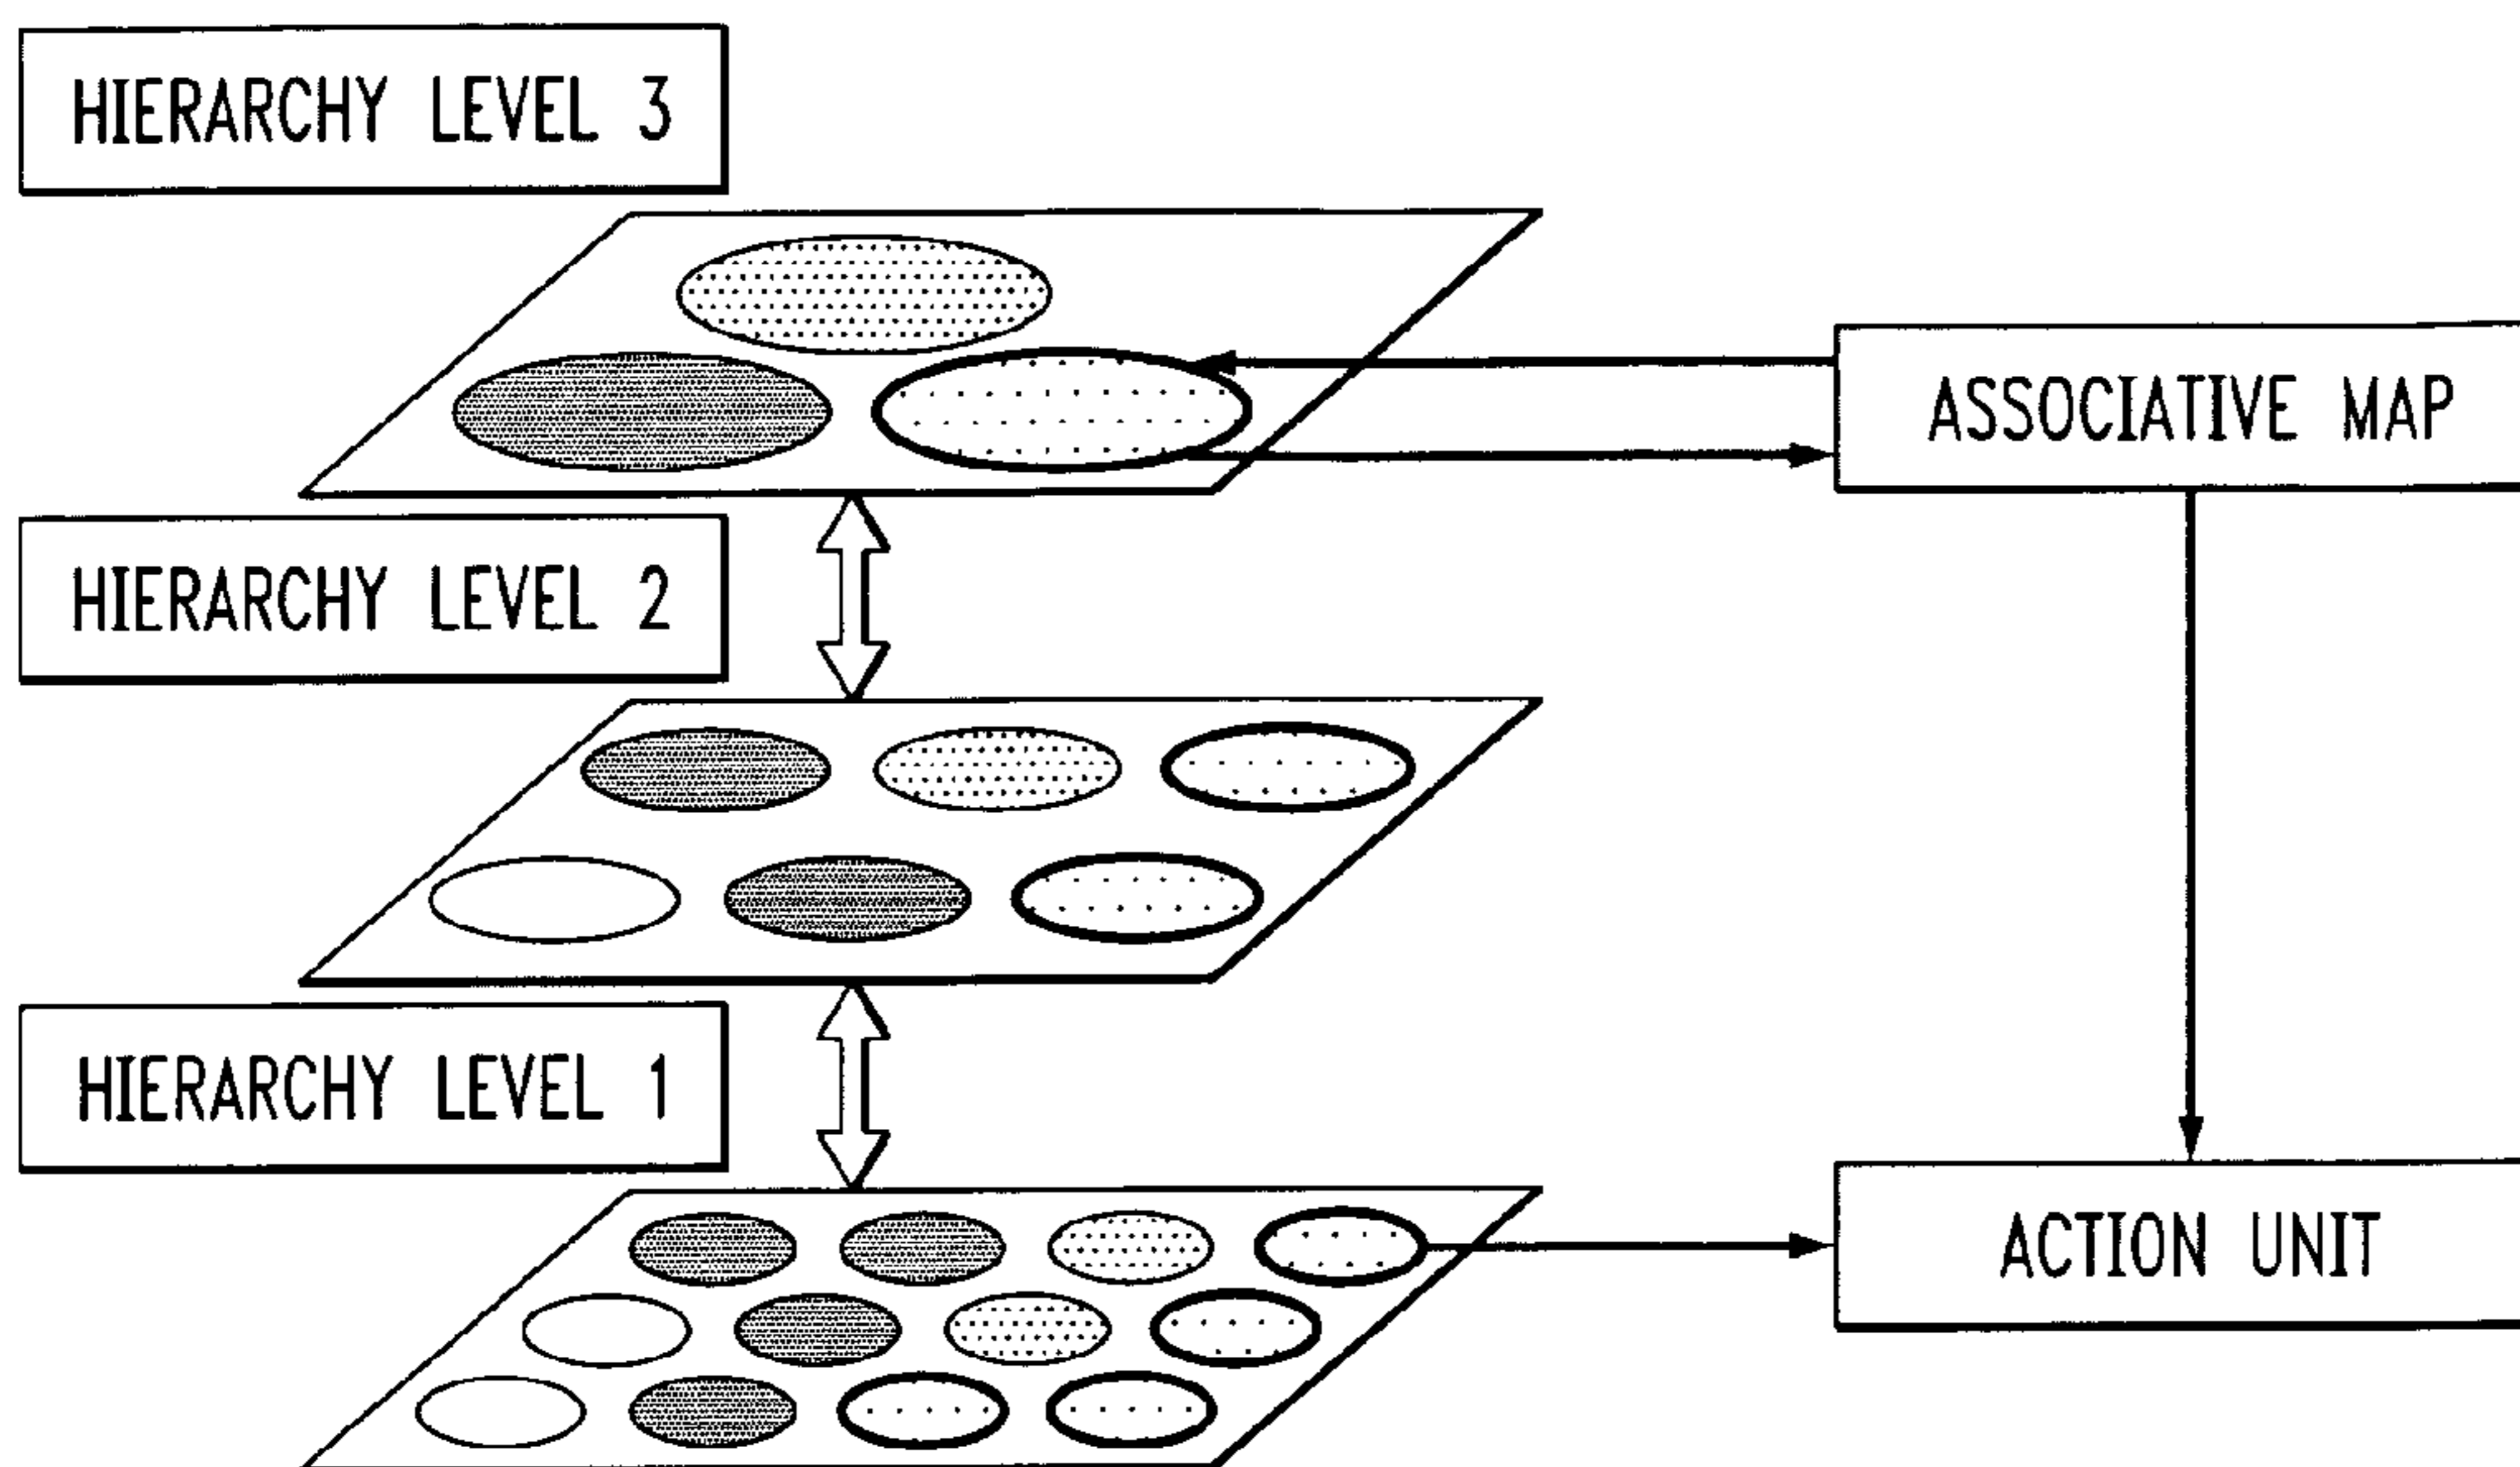 HIERARCHY LEVEL 3
ASSOCIATIVE MAP
HIERARCHY LEVEL 2
HIERARCHY LEVEL 1
ACTION UNIT